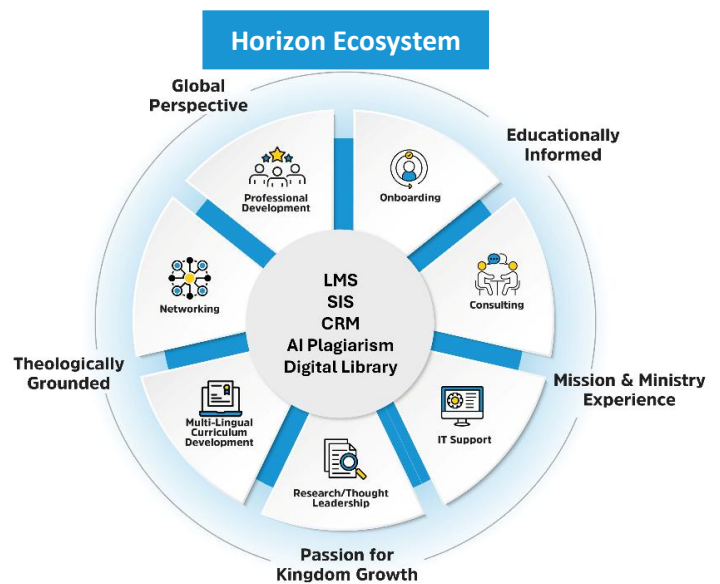 Horizon Ecosystem
Global
Perspective
Educationally
Informed
Professional
Development
Onboarding
Networking
Consulting
LMS
SIS
CRM
AI Plagiarism
Digital Library
Theologically
Grounded
Mission & Ministry
Experience
Multi-Lingual
Curriculum
Development
IT Support
Research/Thought
Leadership
Passion for
Kingdom Growth